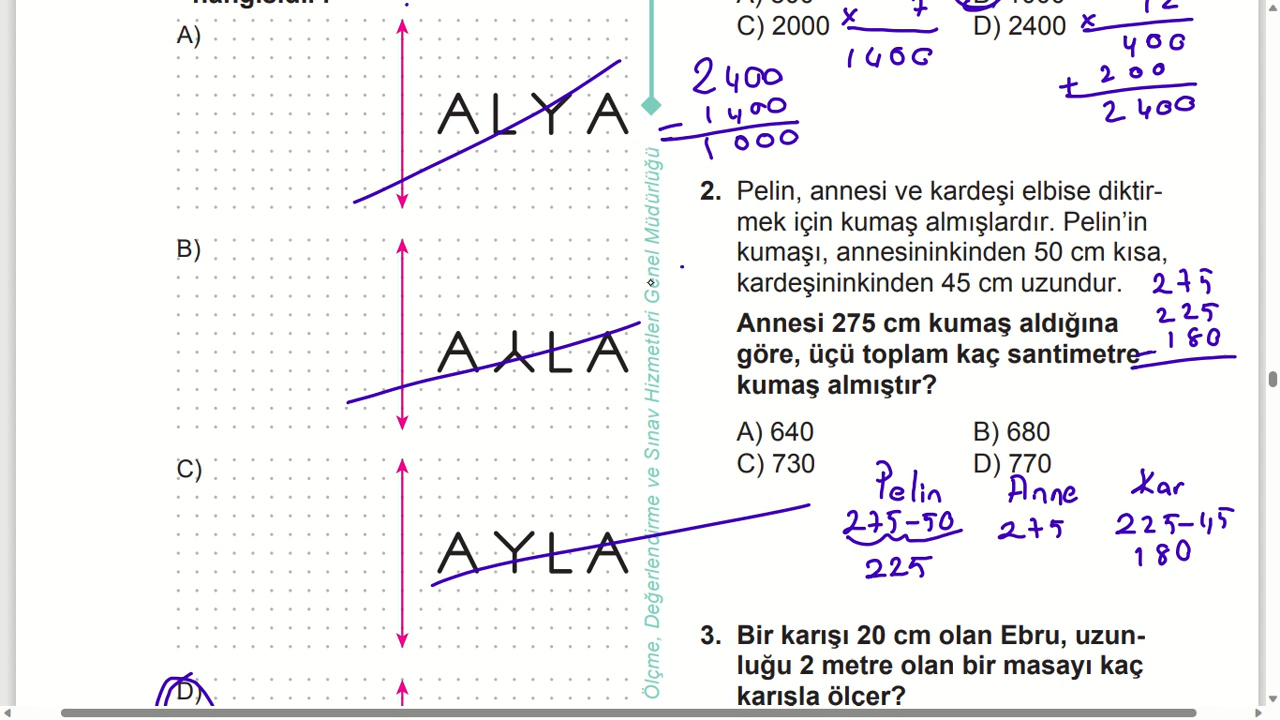 A)
ALYA
B)
C)
AYLA
D)
Ölçme, Değerlendirme ve Sınav Hizmetleri Genel Müdürlüğü
C) 2000
D) 2400
x 7
1400
x 12
400
+ 200
2400
2400
- 1400
1000
2. Pelin, annesi ve kardeşi elbise diktir-
mek için kumaş almışlardır. Pelin'in
kumaşı, annesininkinden 50 cm kısa,
kardeşininkinden 45 cm uzundur.
Annesi 275 cm kumaş aldığına
göre, üçü toplam kaç santimetre
kumaş almıştır?
275
225
- 180
A) 640
B) 680
C) 730
D) 770
Pelin
275-50
225
Anne
275
Kar
225-45
180
3. Bir karışı 20 cm olan Ebru, uzun-
luğu 2 metre olan bir masayı kaç
karışla ölçer?